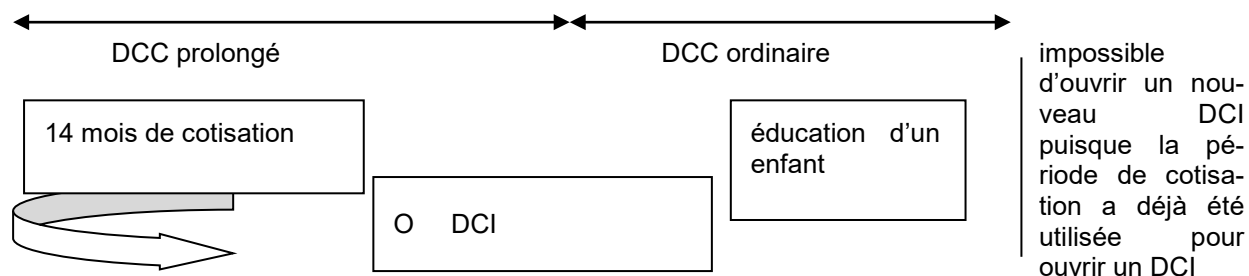 DCC prolongé
DCC ordinaire
14 mois de cotisation
O DCI
éducation d’un
enfant
impossible
d’ouvrir un nou-
veau DCI
puisque la pé-
riode de cotisa-
tion a déjà été
utilisée pour
ouvrir un DCI